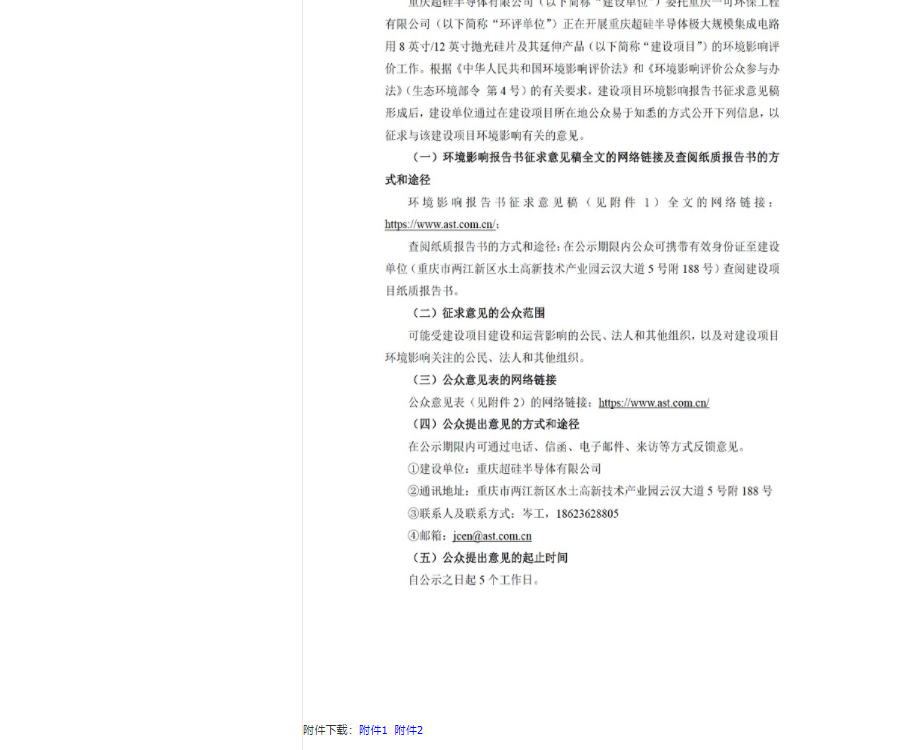 重庆超硅半导体有限公司（以下简称“建设单位”）委托重庆一可环保工程
有限公司（以下简称“环评单位”）正在开展重庆超硅半导体极大规模集成电路
用 8 英寸/12 英寸抛光硅片及其延伸产品（以下简称“建设项目”）的环境影响评
价工作。根据《中华人民共和国环境影响评价法》和《环境影响评价公众参与办
法》（生态环境部令 第 4 号）的有关要求，建设项目环境影响报告书征求意见稿
形成后，建设单位通过在建设项目所在地公众易于知悉的方式公开下列信息，以
征求与该建设项目环境影响有关的意见。
（一）环境影响报告书征求意见稿全文的网络链接及查阅纸质报告书的方
式和途径
环境影响报告书征求意见稿（见附件 1）全文的网络链接：
https://www.ast.com.cn/;
查阅纸质报告书的方式和途径：在公示期限内公众可携带有效身份证至建设
单位（重庆市两江新区水土高新技术产业园云汉大道 5 号附 188 号）查阅建设项
目纸质报告书。
（二）征求意见的公众范围
可能受建设项目建设和运营影响的公民、法人和其他组织，以及对建设项目
环境影响关注的公民、法人和其他组织。
（三）公众意见表的网络链接
公众意见表（见附件 2）的网络链接：https://www.ast.com.cn/
（四）公众提出意见的方式和途径
在公示期限内可通过电话、信函、电子邮件、来访等方式反馈意见。
①建设单位：重庆超硅半导体有限公司
②通讯地址：重庆市两江新区水土高新技术产业园云汉大道 5 号附 188 号
③联系人及联系方式：岑工，18623628805
④邮箱：jcen@ast.com.cn
（五）公众提出意见的起止时间
自公示之日起 5 个工作日。
附件下载：附件1 附件2